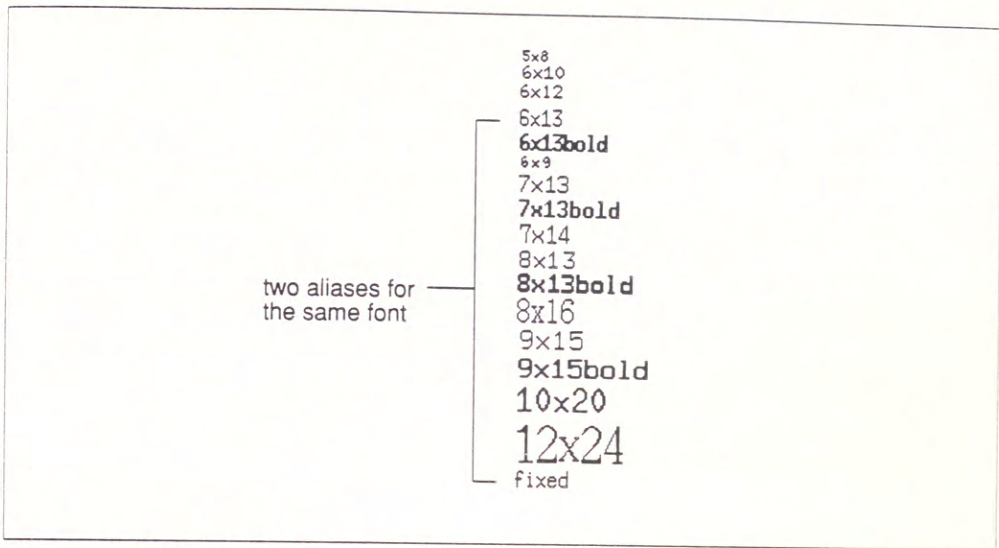 5x8
6x10
6x12
6x13
6x13bold
6x9
7x13
7x13bold
7x14
8x13
8x13bold
8x16
9x15
9x15bold
10x20
12x24
fixed
two aliases for
the same font